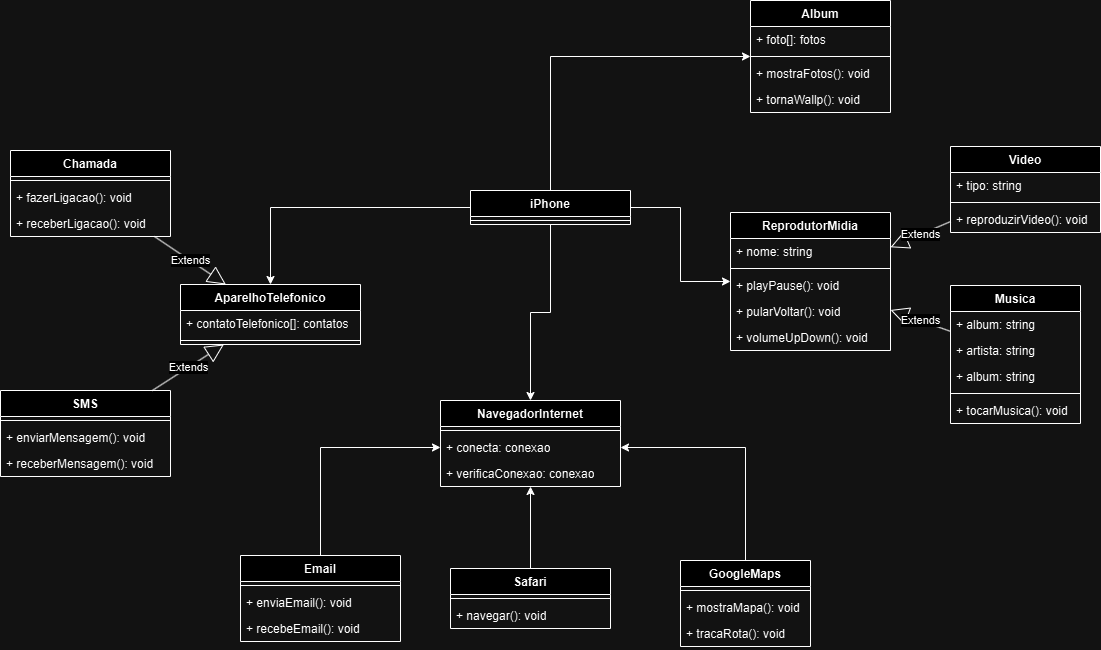 Album
+ foto[]: fotos
+ mostraFotos(): void
+ tornaWallp(): void
Chamada
+ fazerLigacao(): void
+ receberLigacao(): void
Extends
iPhone
Video
+ tipo: string
+ reproduzirVideo(): void
Extends
ReprodutorMidia
+ nome: string
+ playPause(): void
+ pularVoltar(): void
+ volumeUpDown(): void
AparelhoTelefonico
+ contatoTelefonico[]: contatos
Extends
Musica
+ album: string
+ artista: string
+ album: string
+ tocarMusica(): void
Extends
SMS
+ enviarMensagem(): void
+ receberMensagem(): void
NavegadorInternet
+ conecta: conexao
+ verificaConexao: conexao
Email
+ enviaEmail(): void
+ recebeEmail(): void
Safari
+ navegar(): void
GoogleMaps
+ mostraMapa(): void
+ tracaRota(): void